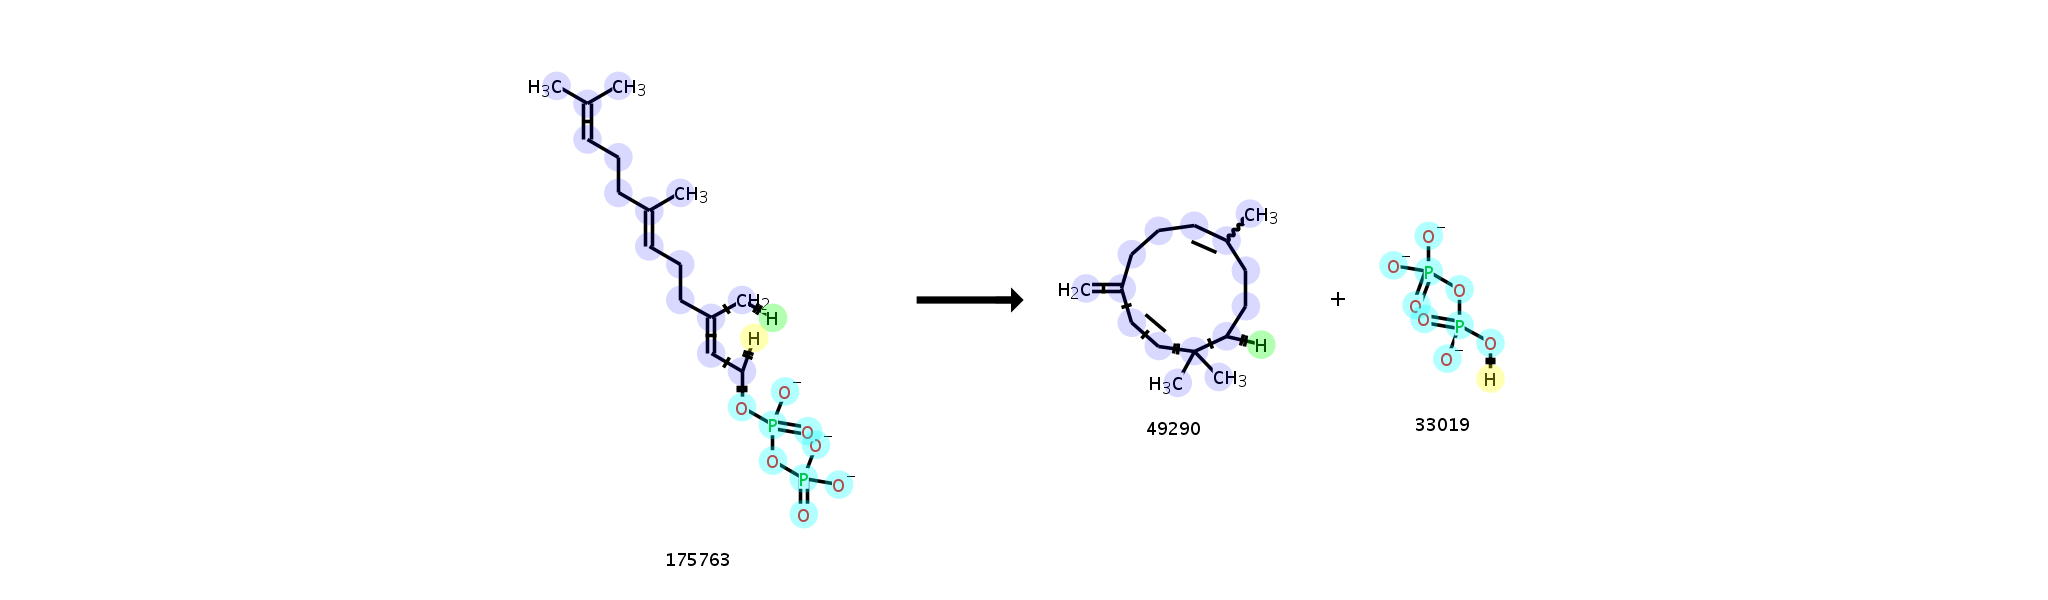 H3C CH3
CH3
CH2
H
H
O
O−
P O
O−
O
P O−
O
175763
CH3
H2C
H
H3C CH3
49290
+
O−
O−
P
O
O
O
P
O
O−
H
33019